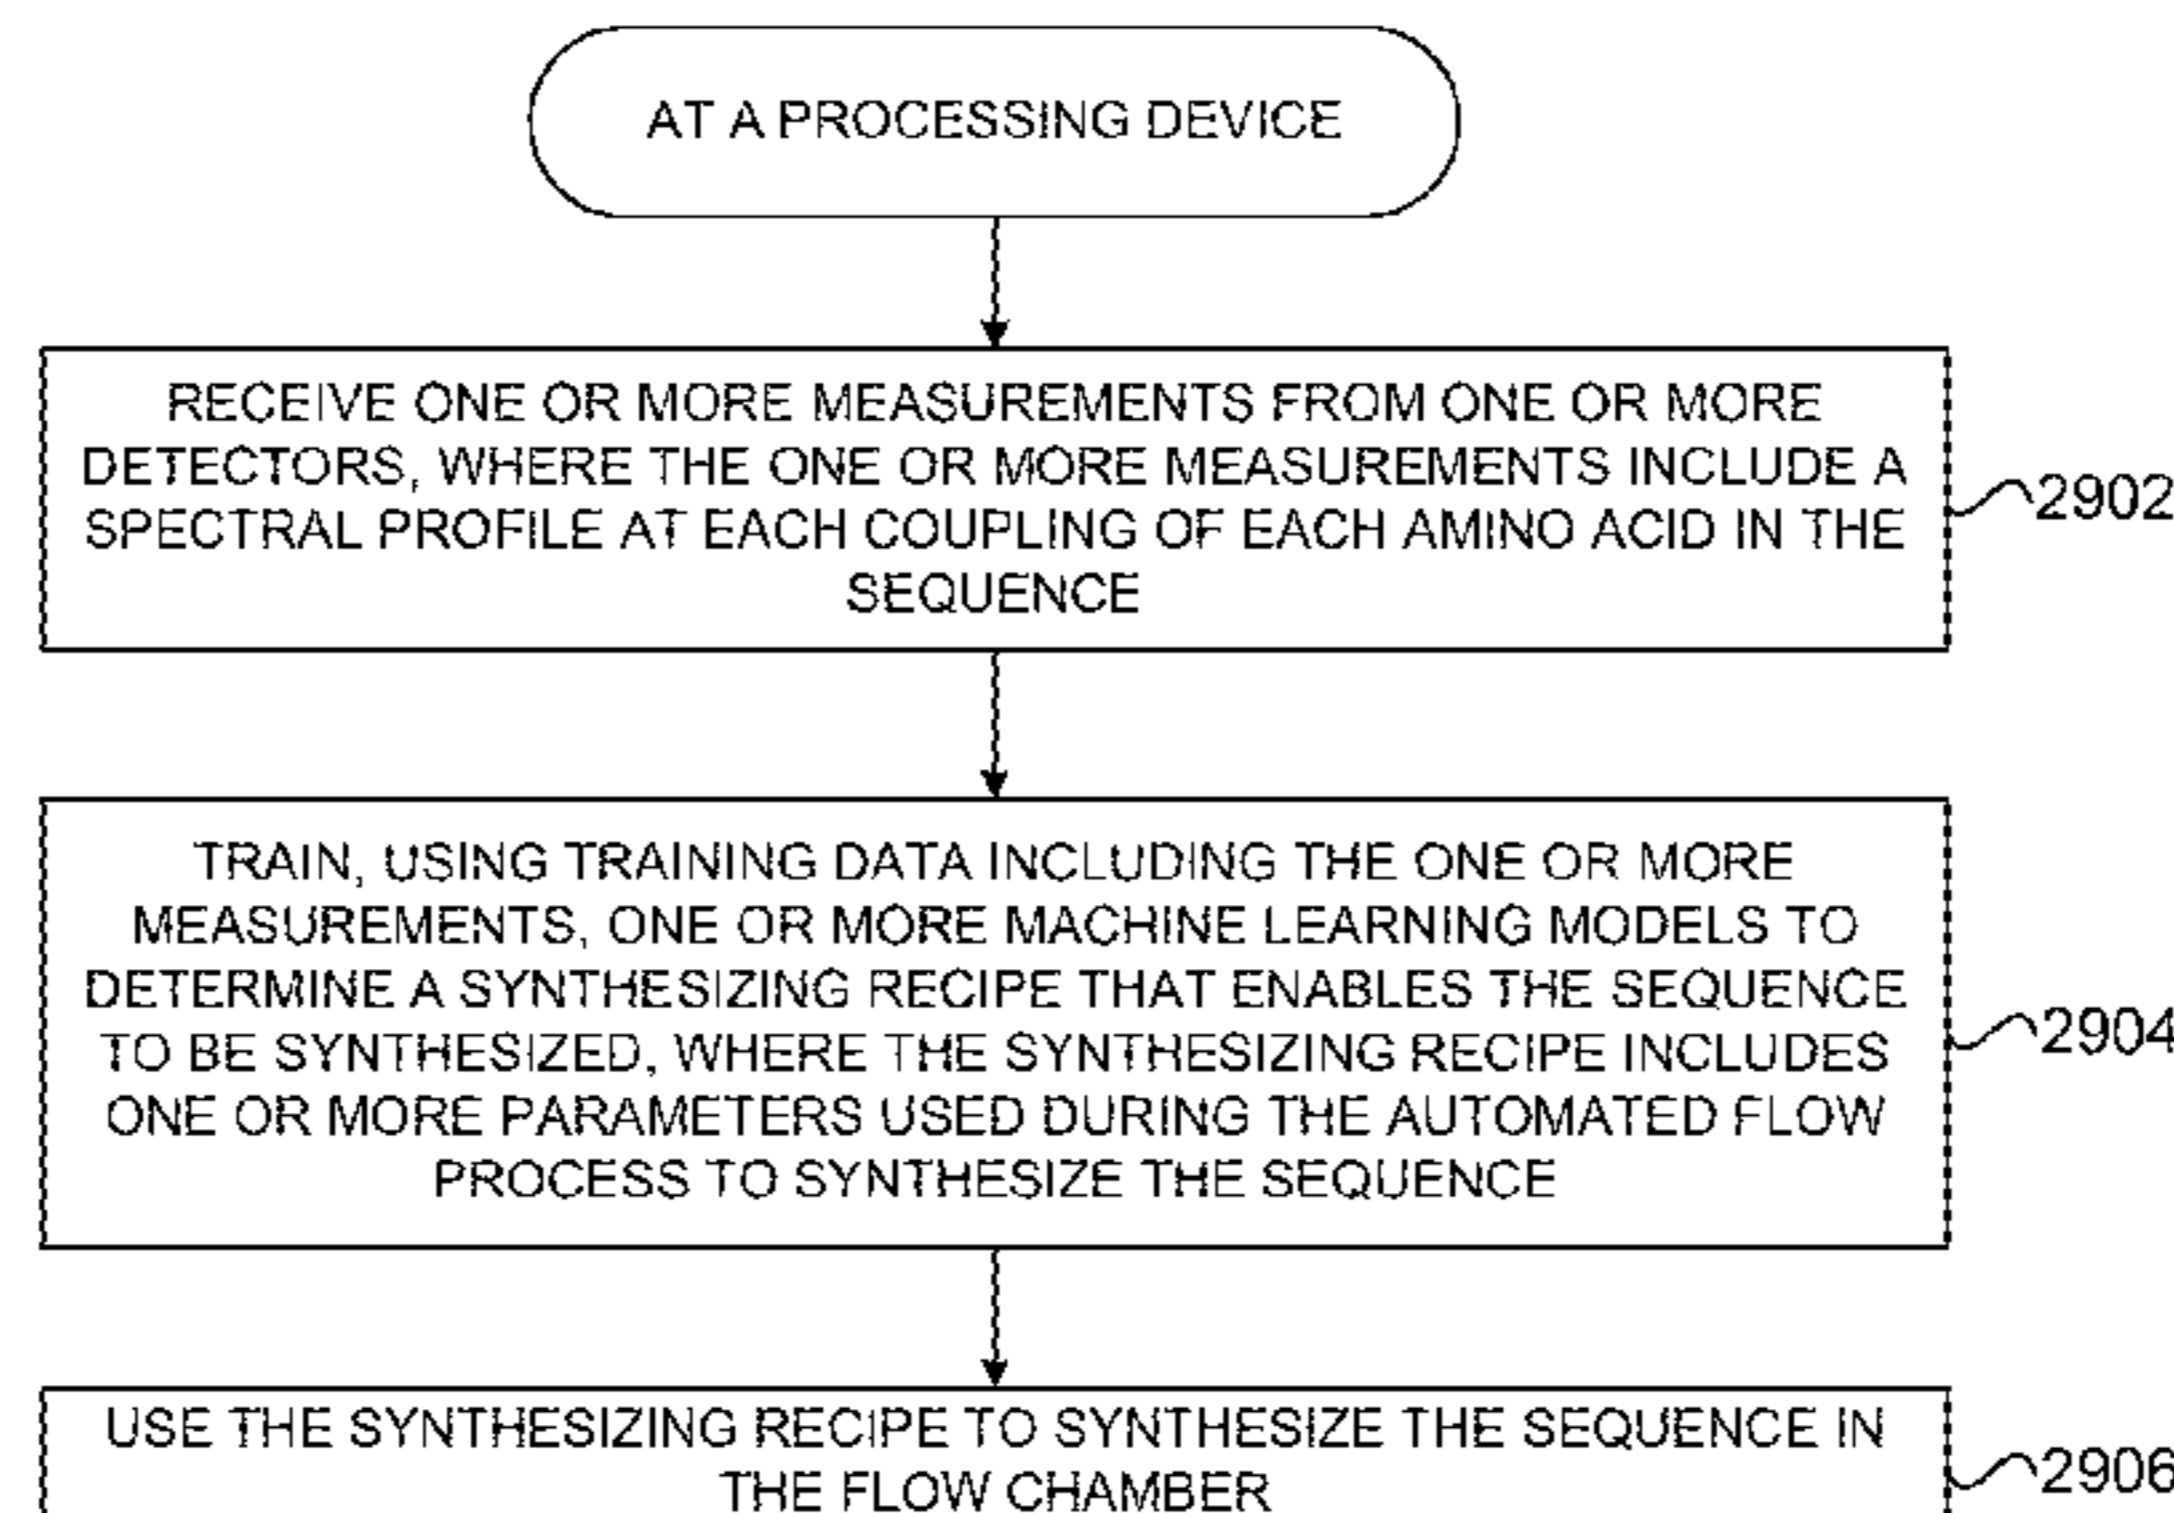 AT A PROCESSING DEVICE
RECEIVE ONE OR MORE MEASUREMENTS FROM ONE OR MORE
DETECTORS, WHERE THE ONE OR MORE MEASUREMENTS INCLUDE A
SPECTRAL PROFILE AT EACH COUPLING OF EACH AMINO ACID IN THE
SEQUENCE
2902
TRAIN, USING TRAINING DATA INCLUDING THE ONE OR MORE
MEASUREMENTS, ONE OR MORE MACHINE LEARNING MODELS TO
DETERMINE A SYNTHESIZING RECIPE THAT ENABLES THE SEQUENCE
TO BE SYNTHESIZED, WHERE THE SYNTHESIZING RECIPE INCLUDES
ONE OR MORE PARAMETERS USED DURING THE AUTOMATED FLOW
PROCESS TO SYNTHESIZE THE SEQUENCE
2904
USE THE SYNTHESIZING RECIPE TO SYNTHESIZE THE SEQUENCE IN
THE FLOW CHAMBER
2906